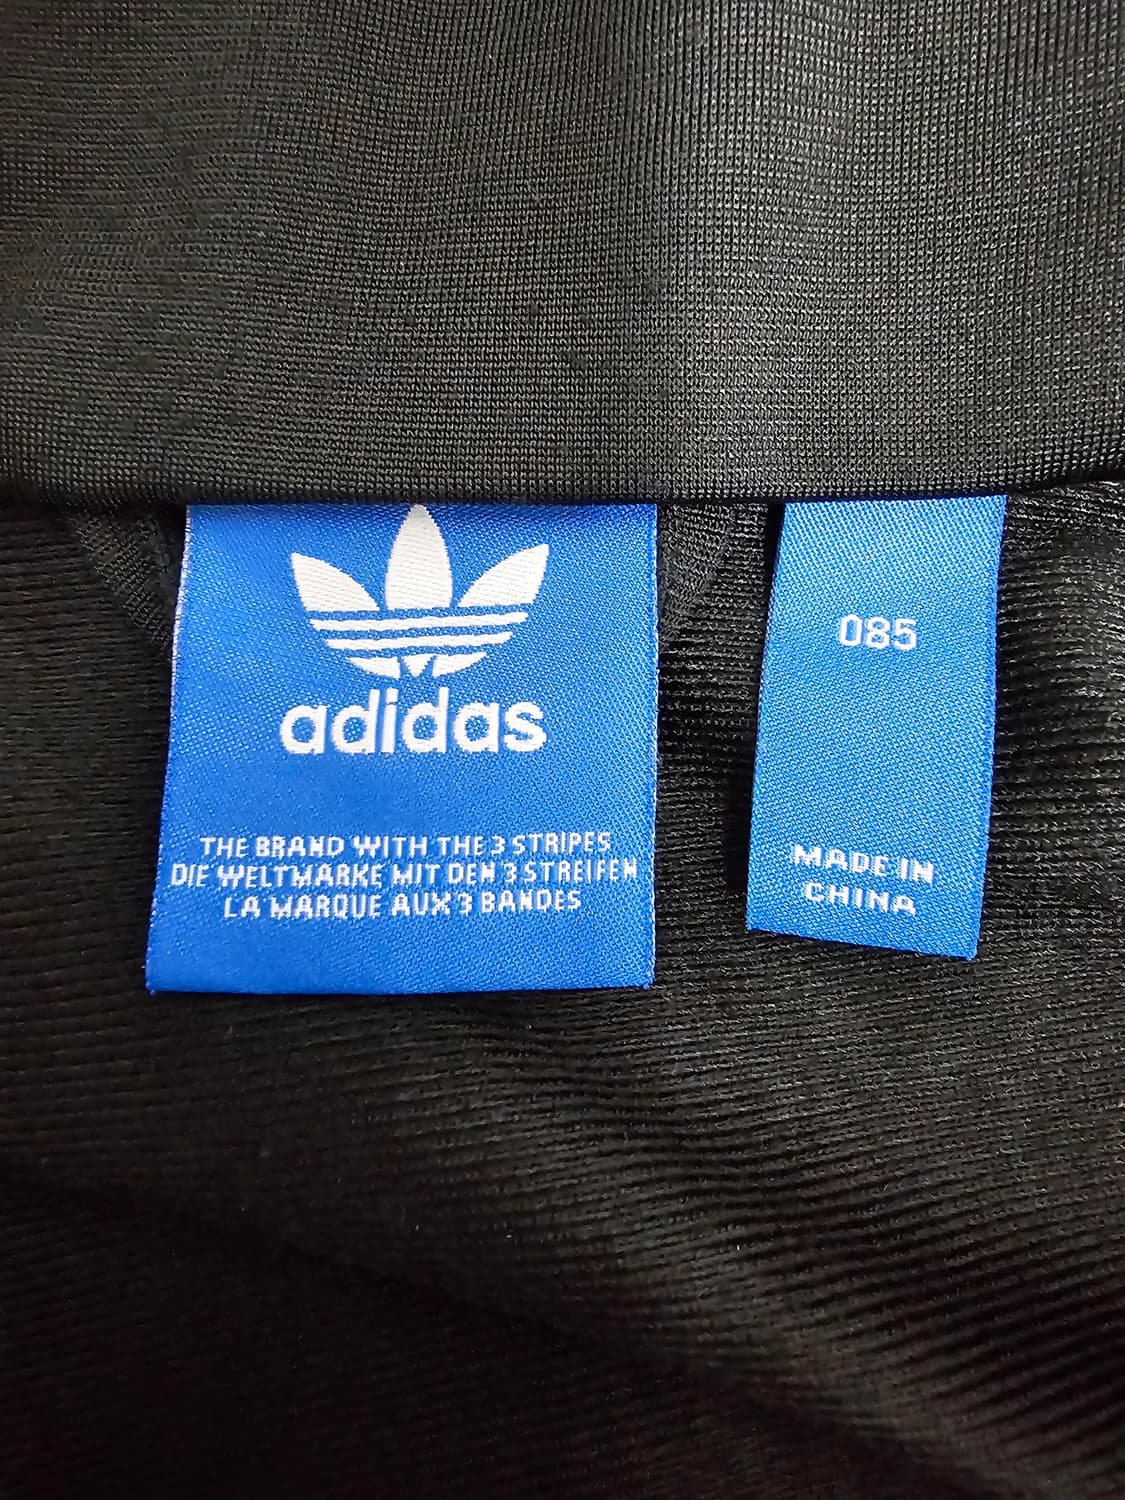 adidas
THE BRAND WITH THE 3 STRIPES
DIE WELTMARKE MIT DEN 3 STREIFEN
LA MARQUE AUX 3 BANDES
085
MADE IN
CHINA